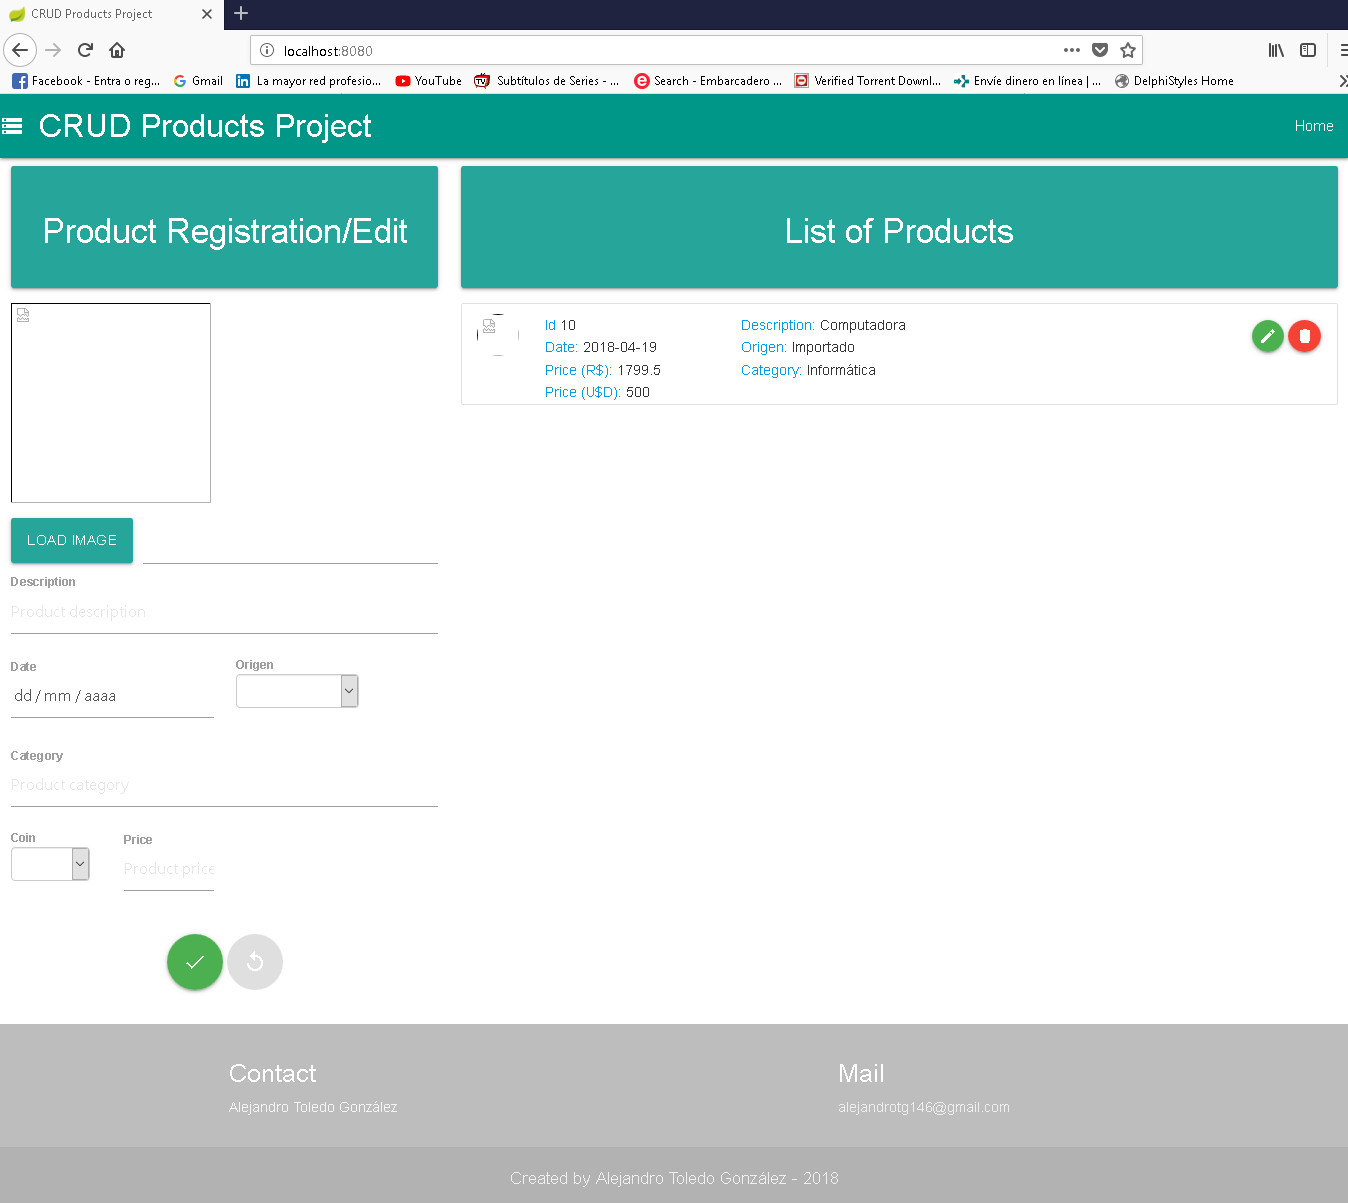 CRUD Products Project
localhost:8080
Facebook - Entra o reg... Gmail La mayor red profesio... YouTube Subtítulos de Series - ... Search - Embarcadero ... Verified Torrent Downl... Envíe dinero en línea | ... DelphiStyles Home
CRUD Products Project Home
Product Registration/Edit
List of Products
Id 10
Date: 2018-04-19
Price (R$): 1799.5
Price (U$D): 500
Description: Computadora
Origen: Importado
Category: Informática
LOAD IMAGE
Description
Product description
Date
dd / mm / aaaa
Origen
Category
Product category
Coin
Price
Product price
Contact
Alejandro Toledo González
Mail
alejandrotg146@gmail.com
Created by Alejandro Toledo González - 2018